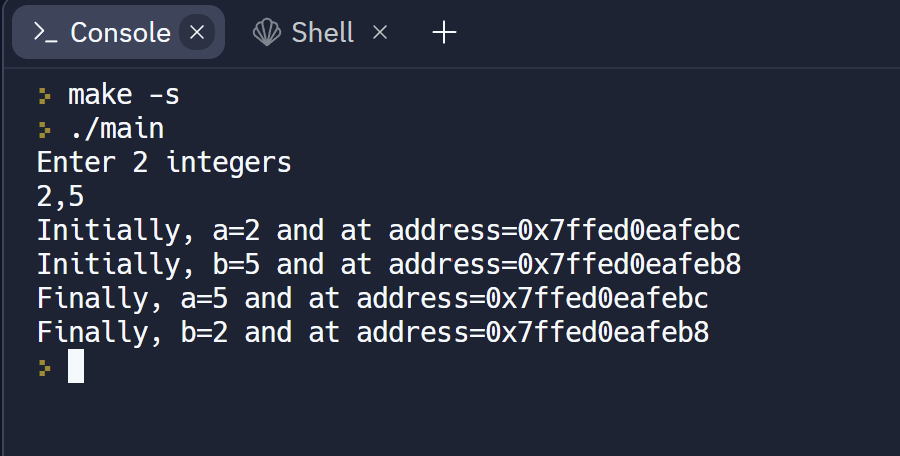 >_ Console × Shell × +
> make -s
> ./main
Enter 2 integers
2,5
Initially, a=2 and at address=0x7ffed0eafebc
Initially, b=5 and at address=0x7ffed0eafeb8
Finally, a=5 and at address=0x7ffed0eafebc
Finally, b=2 and at address=0x7ffed0eafeb8
>